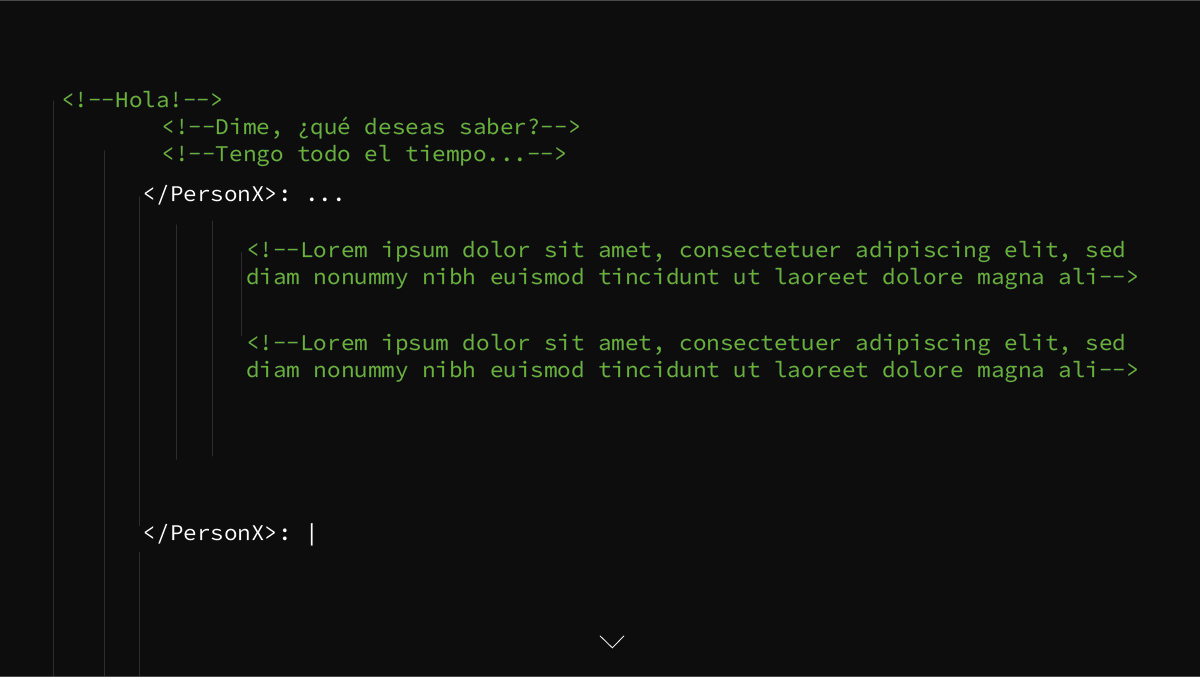 <!--Hola!-->
<!--Dime, ¿qué deseas saber?-->
<!--Tengo todo el tiempo...-->
</PersonX>: ...
<!--Lorem ipsum dolor sit amet, consectetuer adipiscing elit, sed
diam nonummy nibh euismod tincidunt ut laoreet dolore magna ali-->
<!--Lorem ipsum dolor sit amet, consectetuer adipiscing elit, sed
diam nonummy nibh euismod tincidunt ut laoreet dolore magna ali-->
</PersonX>: |